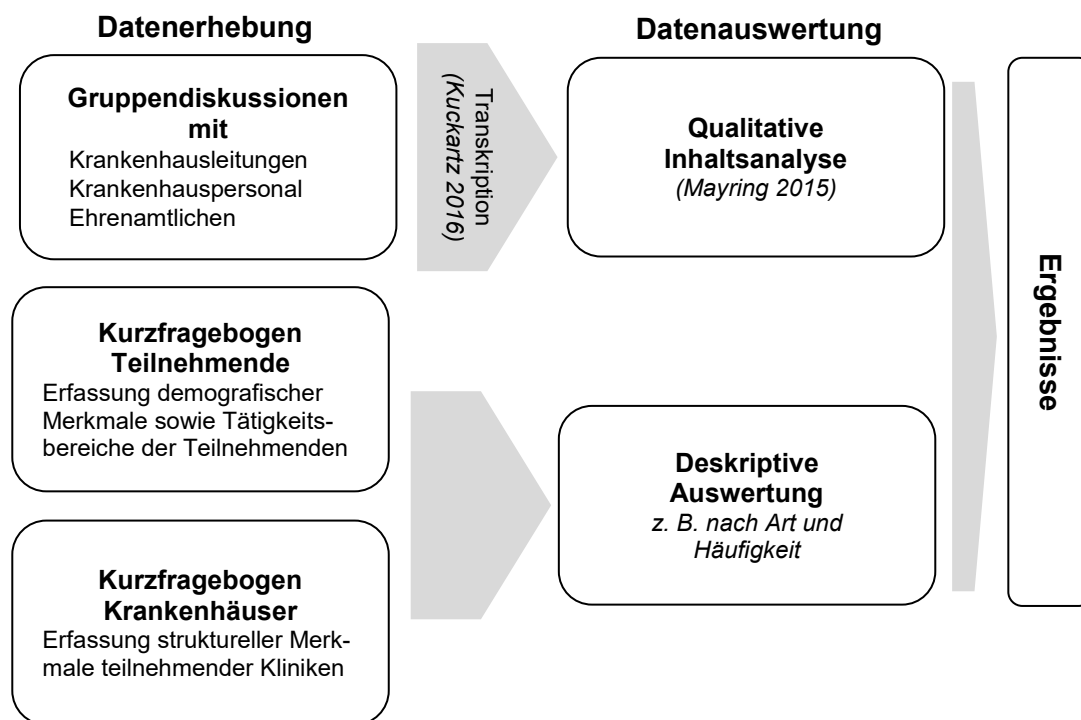 Datenerhebung
Gruppendiskussionen
mit
Krankenhausleitungen
Krankenhauspersonal
Ehrenamtlichen
Kurzfragebogen
Teilnehmende
Erfassung demografischer
Merkmale sowie Tätigkeits-
bereiche der Teilnehmenden
Kurzfragebogen
Krankenhäuser
Erfassung struktureller Merk-
male teilnehmender Kliniken
Transkription
(Kuckartz 2016)
Datenauswertung
Qualitative
Inhaltsanalyse
(Mayring 2015)
Deskriptive
Auswertung
z. B. nach Art und
Häufigkeit
Ergebnisse